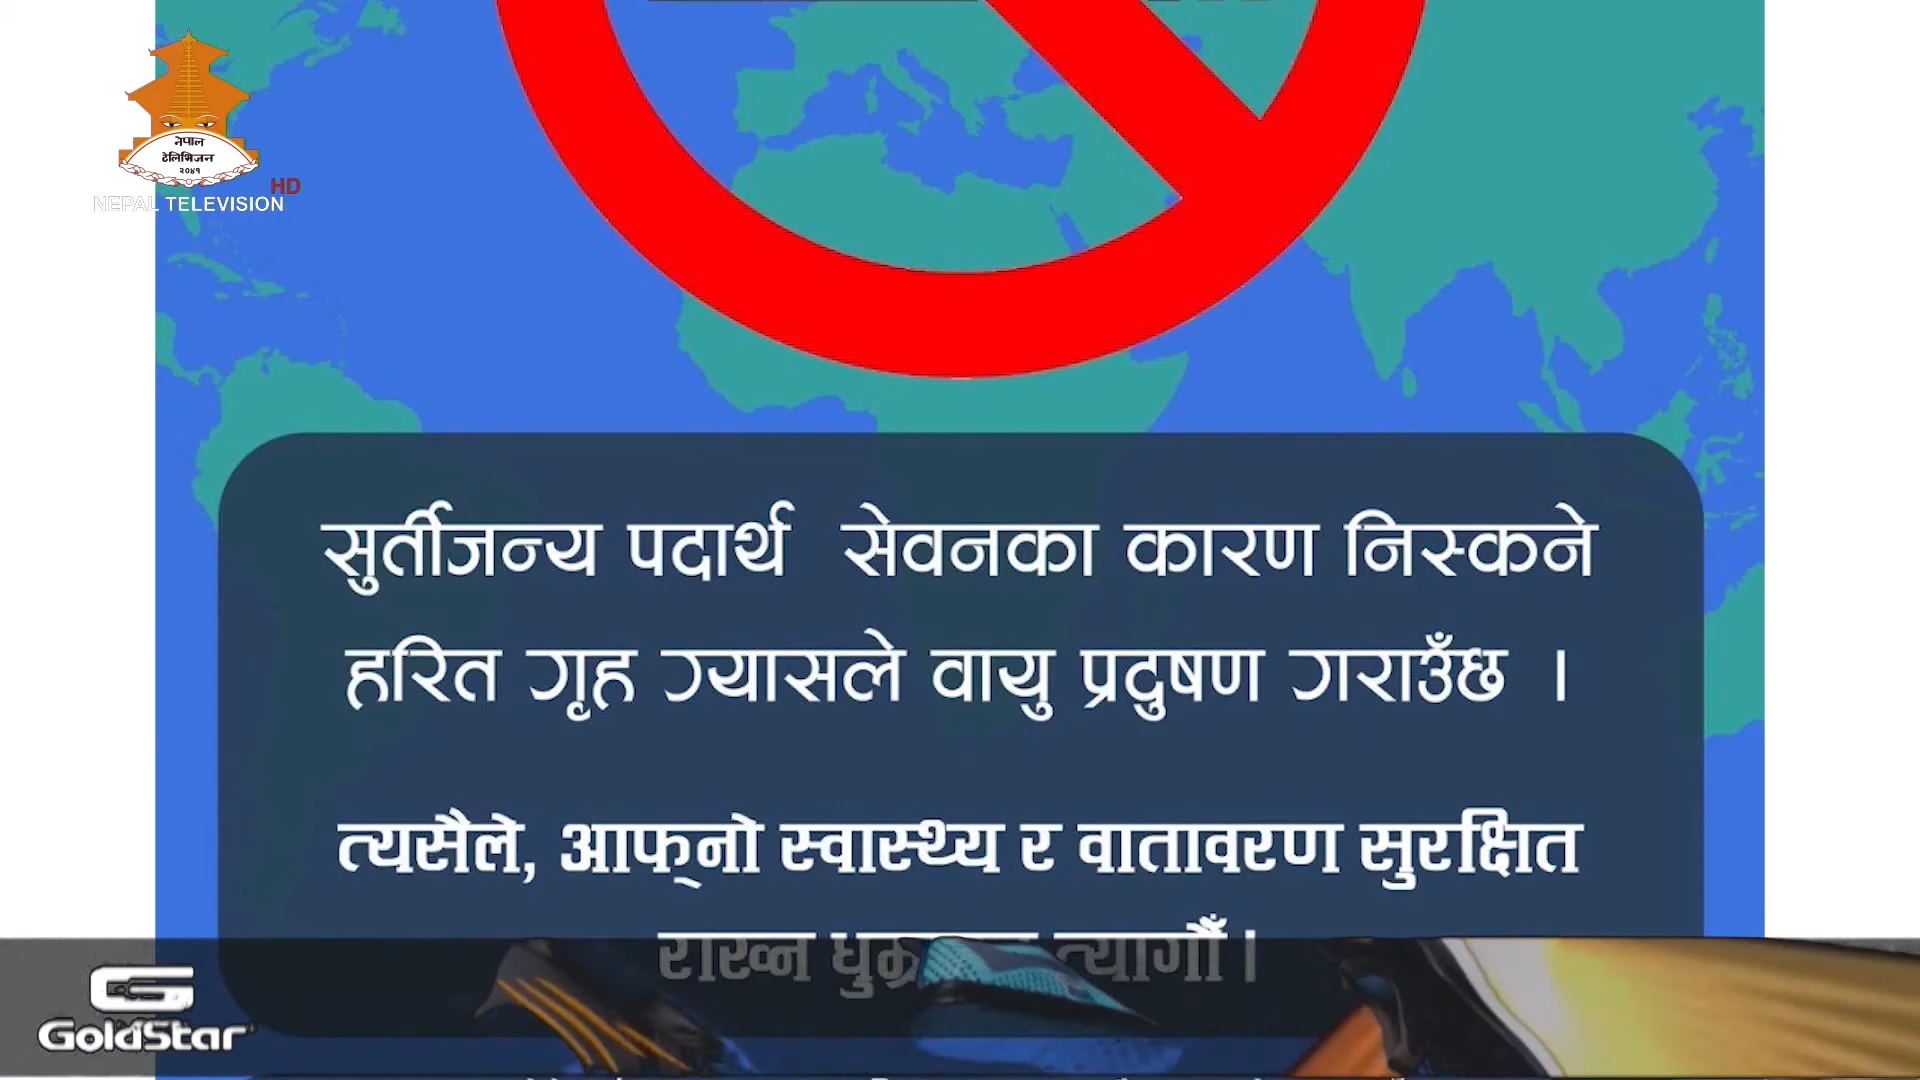 नेपाल
टेलिभिजन
२०४१
HD
NEPAL TELEVISION
सुर्तीजन्य पदार्थ सेवनका कारण निस्कने
हरित गृह ग्यासले वायु प्रदुषण गराउँछ ।
त्यसैले, आफ्नो स्वास्थ्य र वातावरण सुरक्षित
राख्न त्यागौँ ।
GoldStar